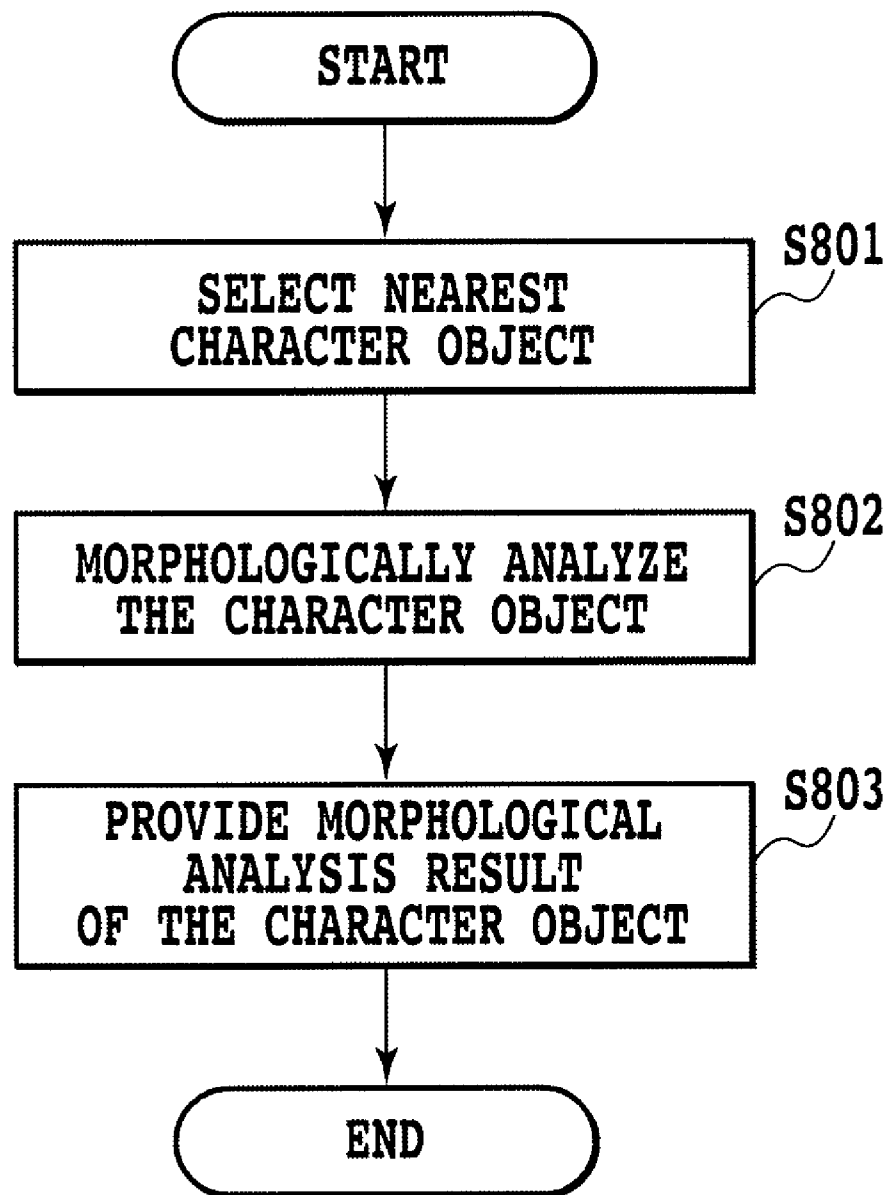 START
S801
SELECT NEAREST
CHARACTER OBJECT
S802
MORPHOLOGICALLY ANALYZE
THE CHARACTER OBJECT
S803
PROVIDE MORPHOLOGICAL
ANALYSIS RESULT
OF THE CHARACTER OBJECT
END